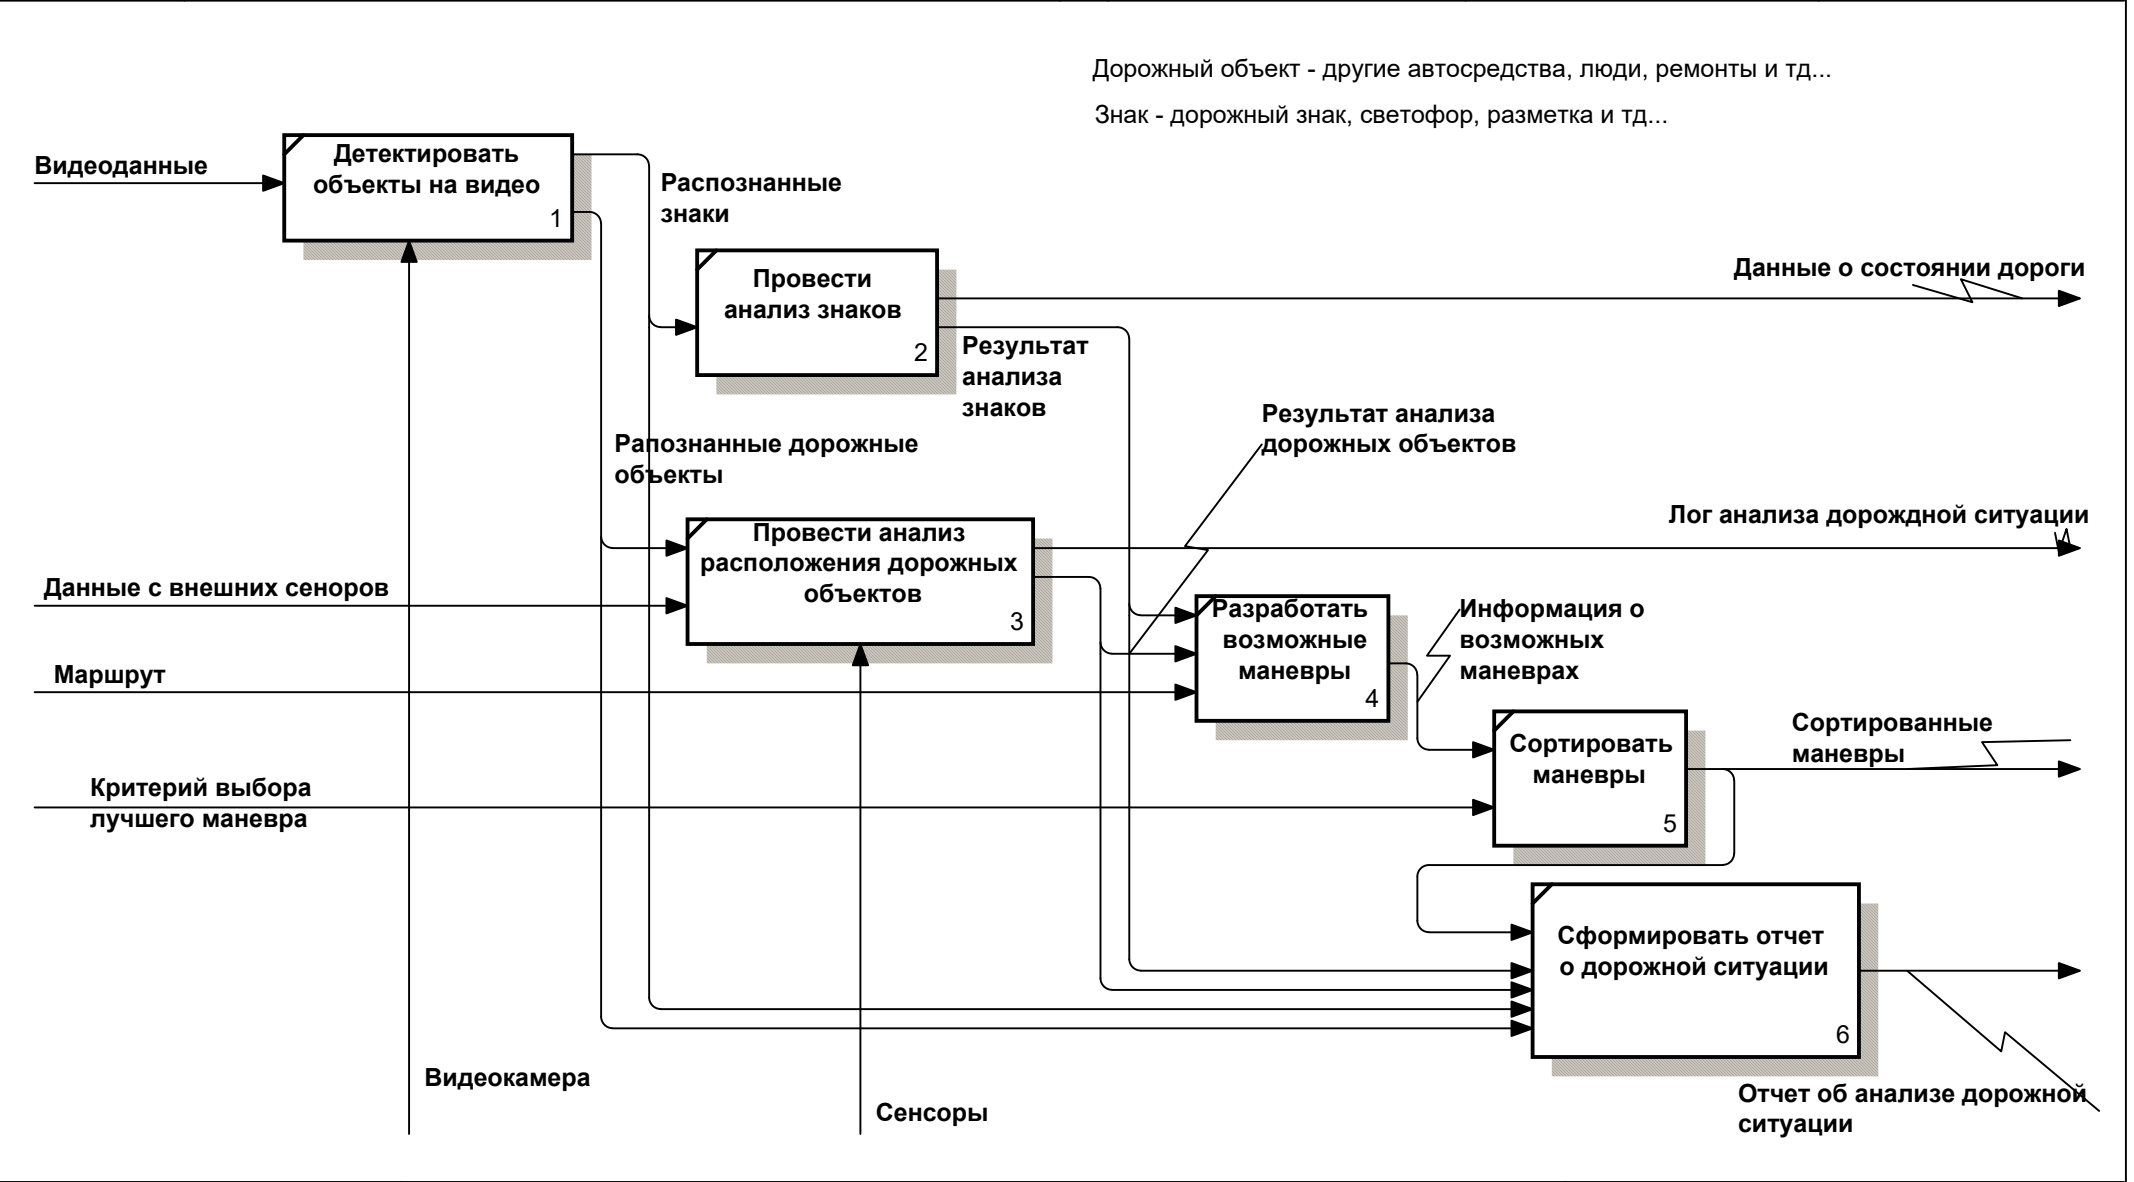 Дорожный объект - другие автосредства, люди, ремонты и тд...
Знак - дорожный знак, светофор, разметка и тд...
Видеоданные
Детектировать
объекты на видео
1
Распознанные
знаки
Провести
анализ знаков
2
Данные о состоянии дороги
Результат
анализа
знаков
Результат анализа
дорожных объектов
Рапознанные дорожные
объекты
Лог анализа дорождной ситуации
Провести анализ
расположения дорожных
объектов
3
Данные с внешних сеноров
Разработать
возможные
маневры
4
Информация о
возможных
маневрах
Маршрут
Сортировать
маневры
5
Сортированные
маневры
Критерий выбора
лучшего маневра
Сформировать отчет
о дорожной ситуации
6
Видеокамера
Сенсоры
Отчет об анализе дорожной
ситуации